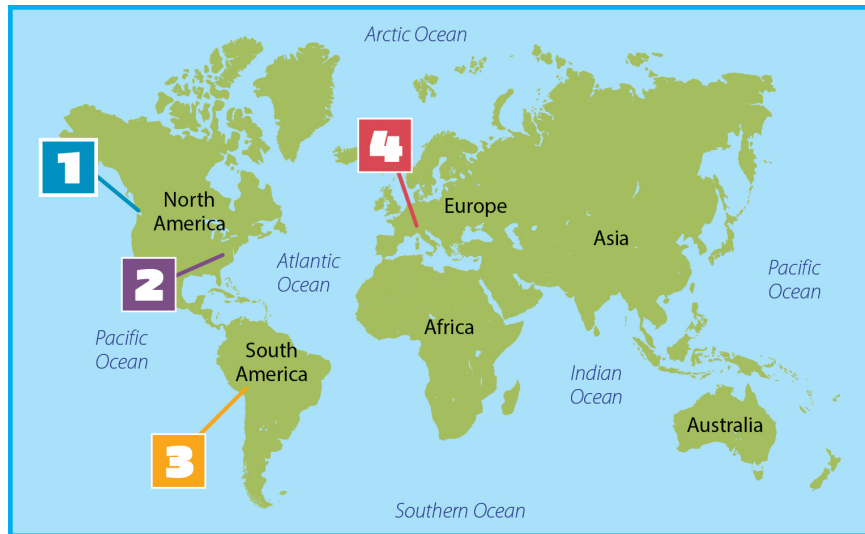 Arctic Ocean
4
1
North
America
Europe
Asia
2
Atlantic
Ocean
Pacific
Ocean
Africa
Pacific
Ocean
South
America
Indian
Ocean
Australia
3
Southern Ocean